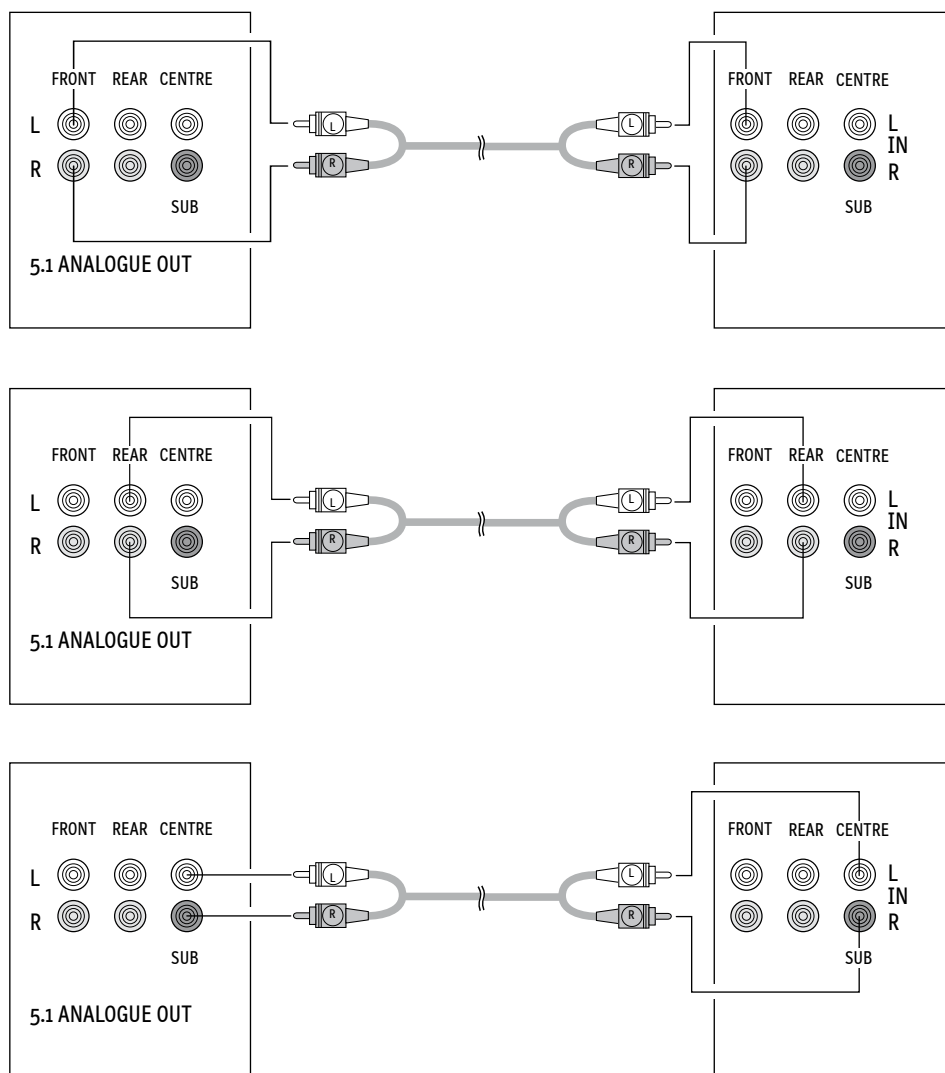 FRONT REAR CENTRE
L
R
SUB
5.1 ANALOGUE OUT
L
R
L
R
FRONT REAR CENTRE
L
IN
R
SUB
FRONT REAR CENTRE
L
R
SUB
5.1 ANALOGUE OUT
L
R
L
R
FRONT REAR CENTRE
L
IN
R
SUB
FRONT REAR CENTRE
L
R
SUB
5.1 ANALOGUE OUT
L
R
L
R
FRONT REAR CENTRE
L
IN
R
SUB